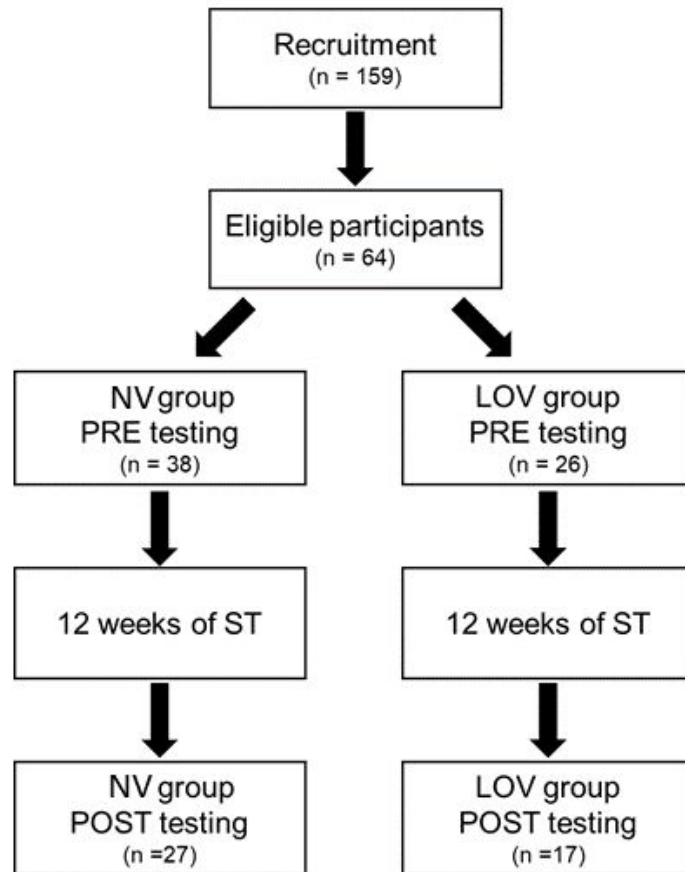 Recruitment
(n = 159)
Eligible participants
(n = 64)
NV group
PRE testing
(n = 38)
LOV group
PRE testing
(n = 26)
12 weeks of ST
12 weeks of ST
NV group
POST testing
(n =27)
LOV group
POST testing
(n =17)